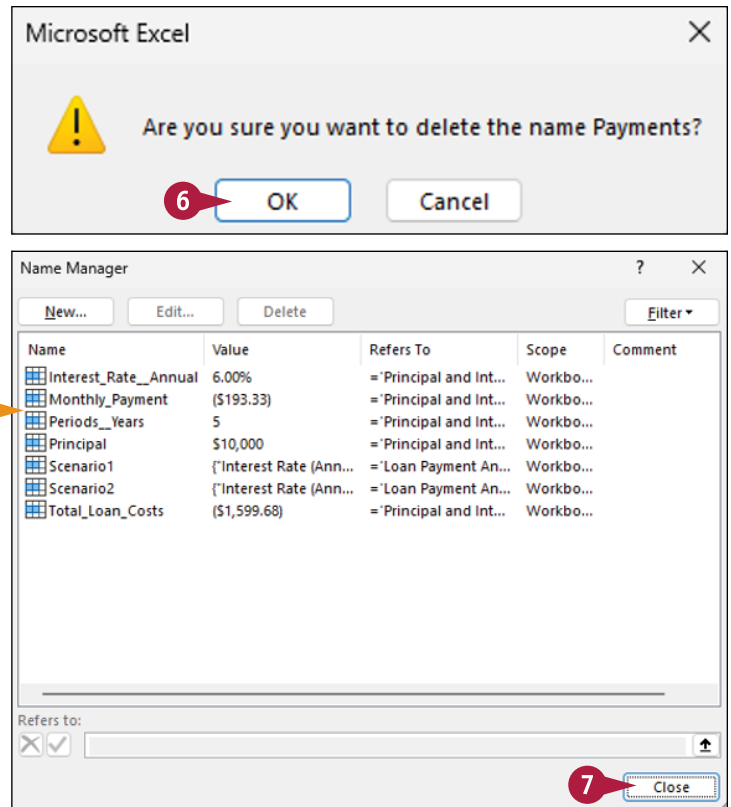 Microsoft Excel
Are you sure you want to delete the name Payments?
6 OK Cancel
Name Manager ?
New... Edit... Delete Filter
Name Value Refers To Scope Comment
Interest_Rate__Annual 6.00% ='Principal and Int... Workbo...
Monthly_Payment ($193.33) ='Principal and Int... Workbo...
Periods__Years 5 ='Principal and Int... Workbo...
Principal $10,000 ='Principal and Int... Workbo...
Scenario1 {"Interest Rate (Ann... ='Loan Payment An... Workbo...
Scenario2 {"Interest Rate (Ann... ='Loan Payment An... Workbo...
Total_Loan_Costs ($1,599.68) ='Principal and Int... Workbo...
Refers to:
7 Close